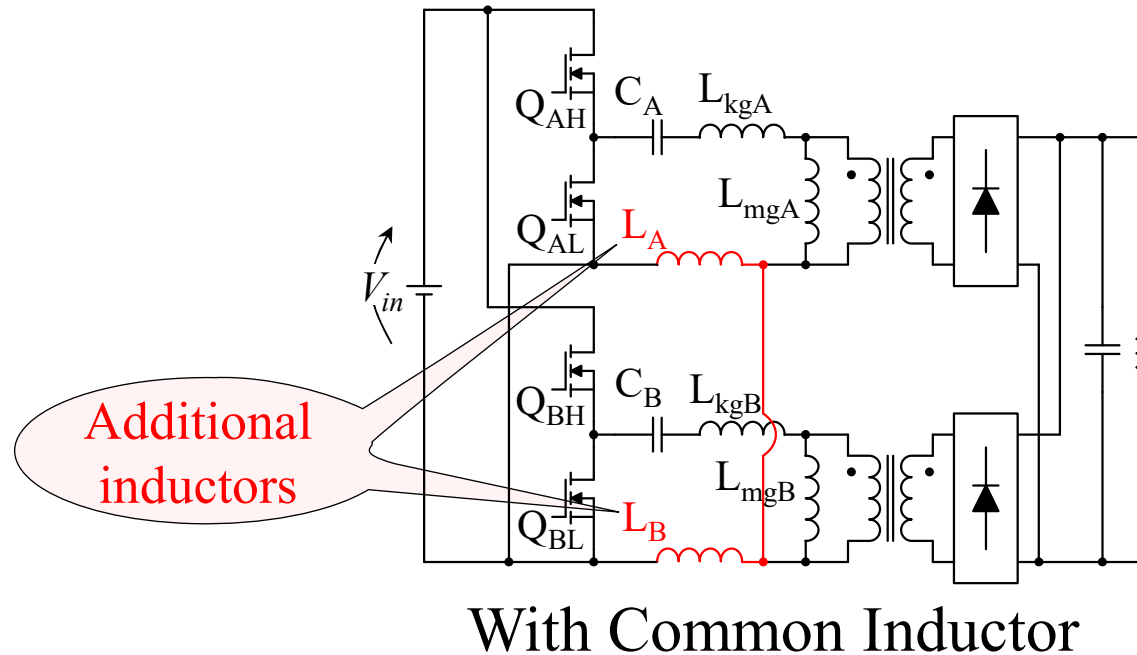 C_A
L_kgA
Q_AH
L_mgA
Q_AL
L_A
V_in
C_B
L_kgB
Q_BH
Additional
inductors
L_mgB
Q_BL
L_B
With Common Inductor